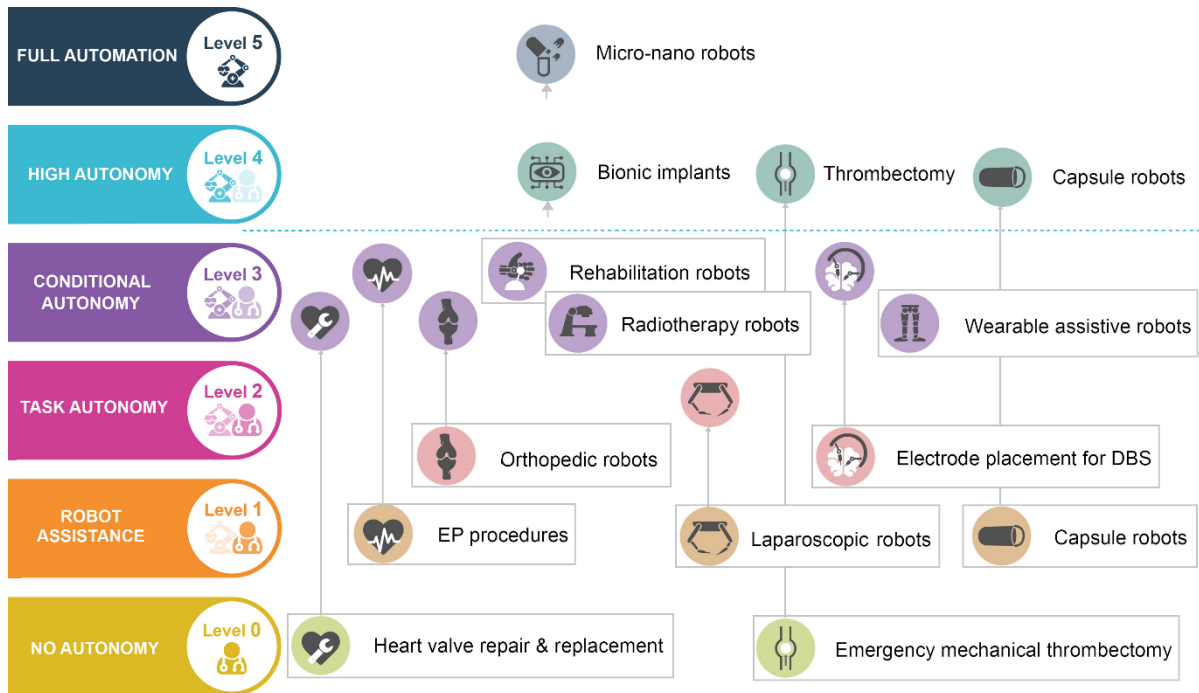 FULL AUTOMATION
Level 5
Micro-nano robots
HIGH AUTONOMY
Level 4
Bionic implants
Thrombectomy
Capsule robots
CONDITIONAL
AUTONOMY
Level 3
Rehabilitation robots
Radiotherapy robots
Wearable assistive robots
TASK AUTONOMY
Level 2
Orthopedic robots
Electrode placement for DBS
ROBOT
ASSISTANCE
Level 1
EP procedures
Laparoscopic robots
Capsule robots
NO AUTONOMY
Level 0
Heart valve repair & replacement
Emergency mechanical thrombectomy